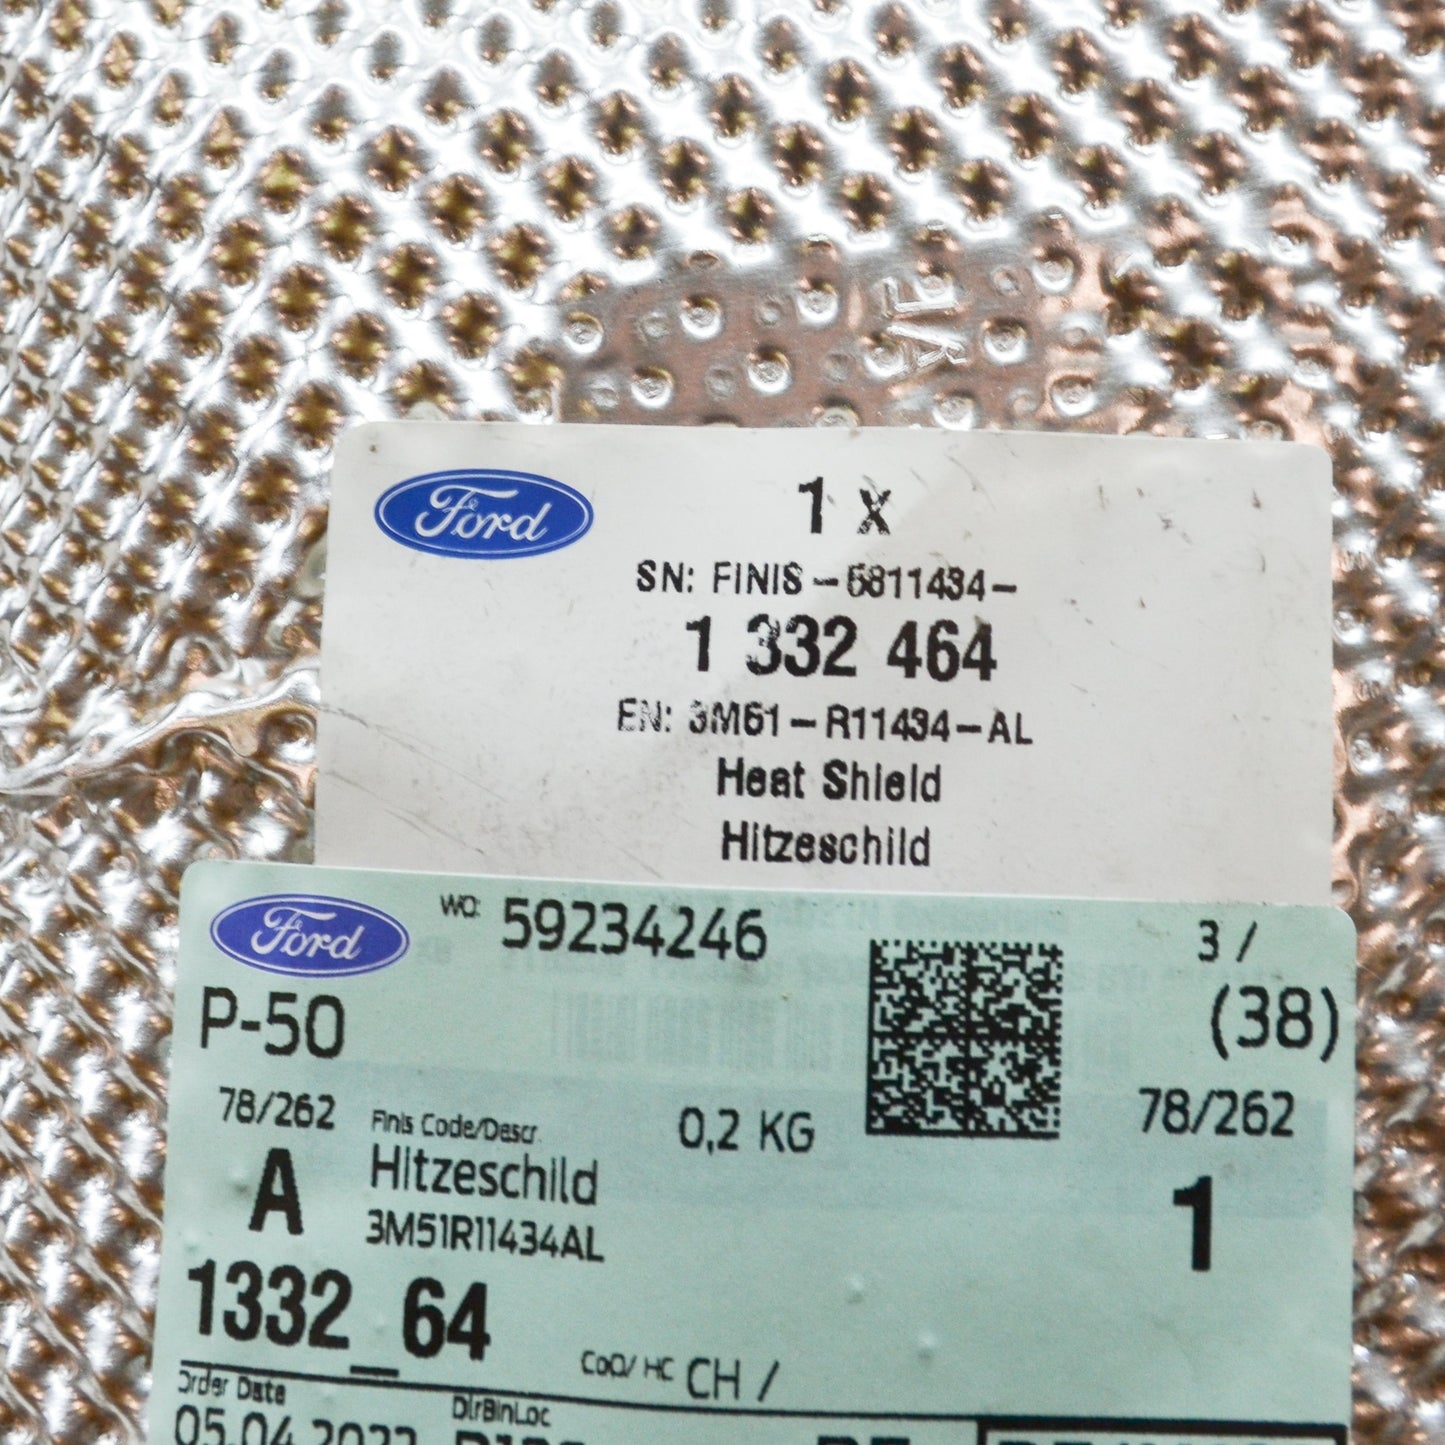 Ford
1 x
SN: FINIS - 6811434 -
1 332 464
EN: 3M51 - R11434 - AL
Heat Shield
Hitzeschild
Ford
WO: 59234246
3 /
P-50
(38)
78/262
Finis Code/Descr.
0,2 KG
78/262
A
Hitzeschild
1
3M51R11434AL
1332_64
CoO/ HC CH /
Order Date
DlrBinLoc